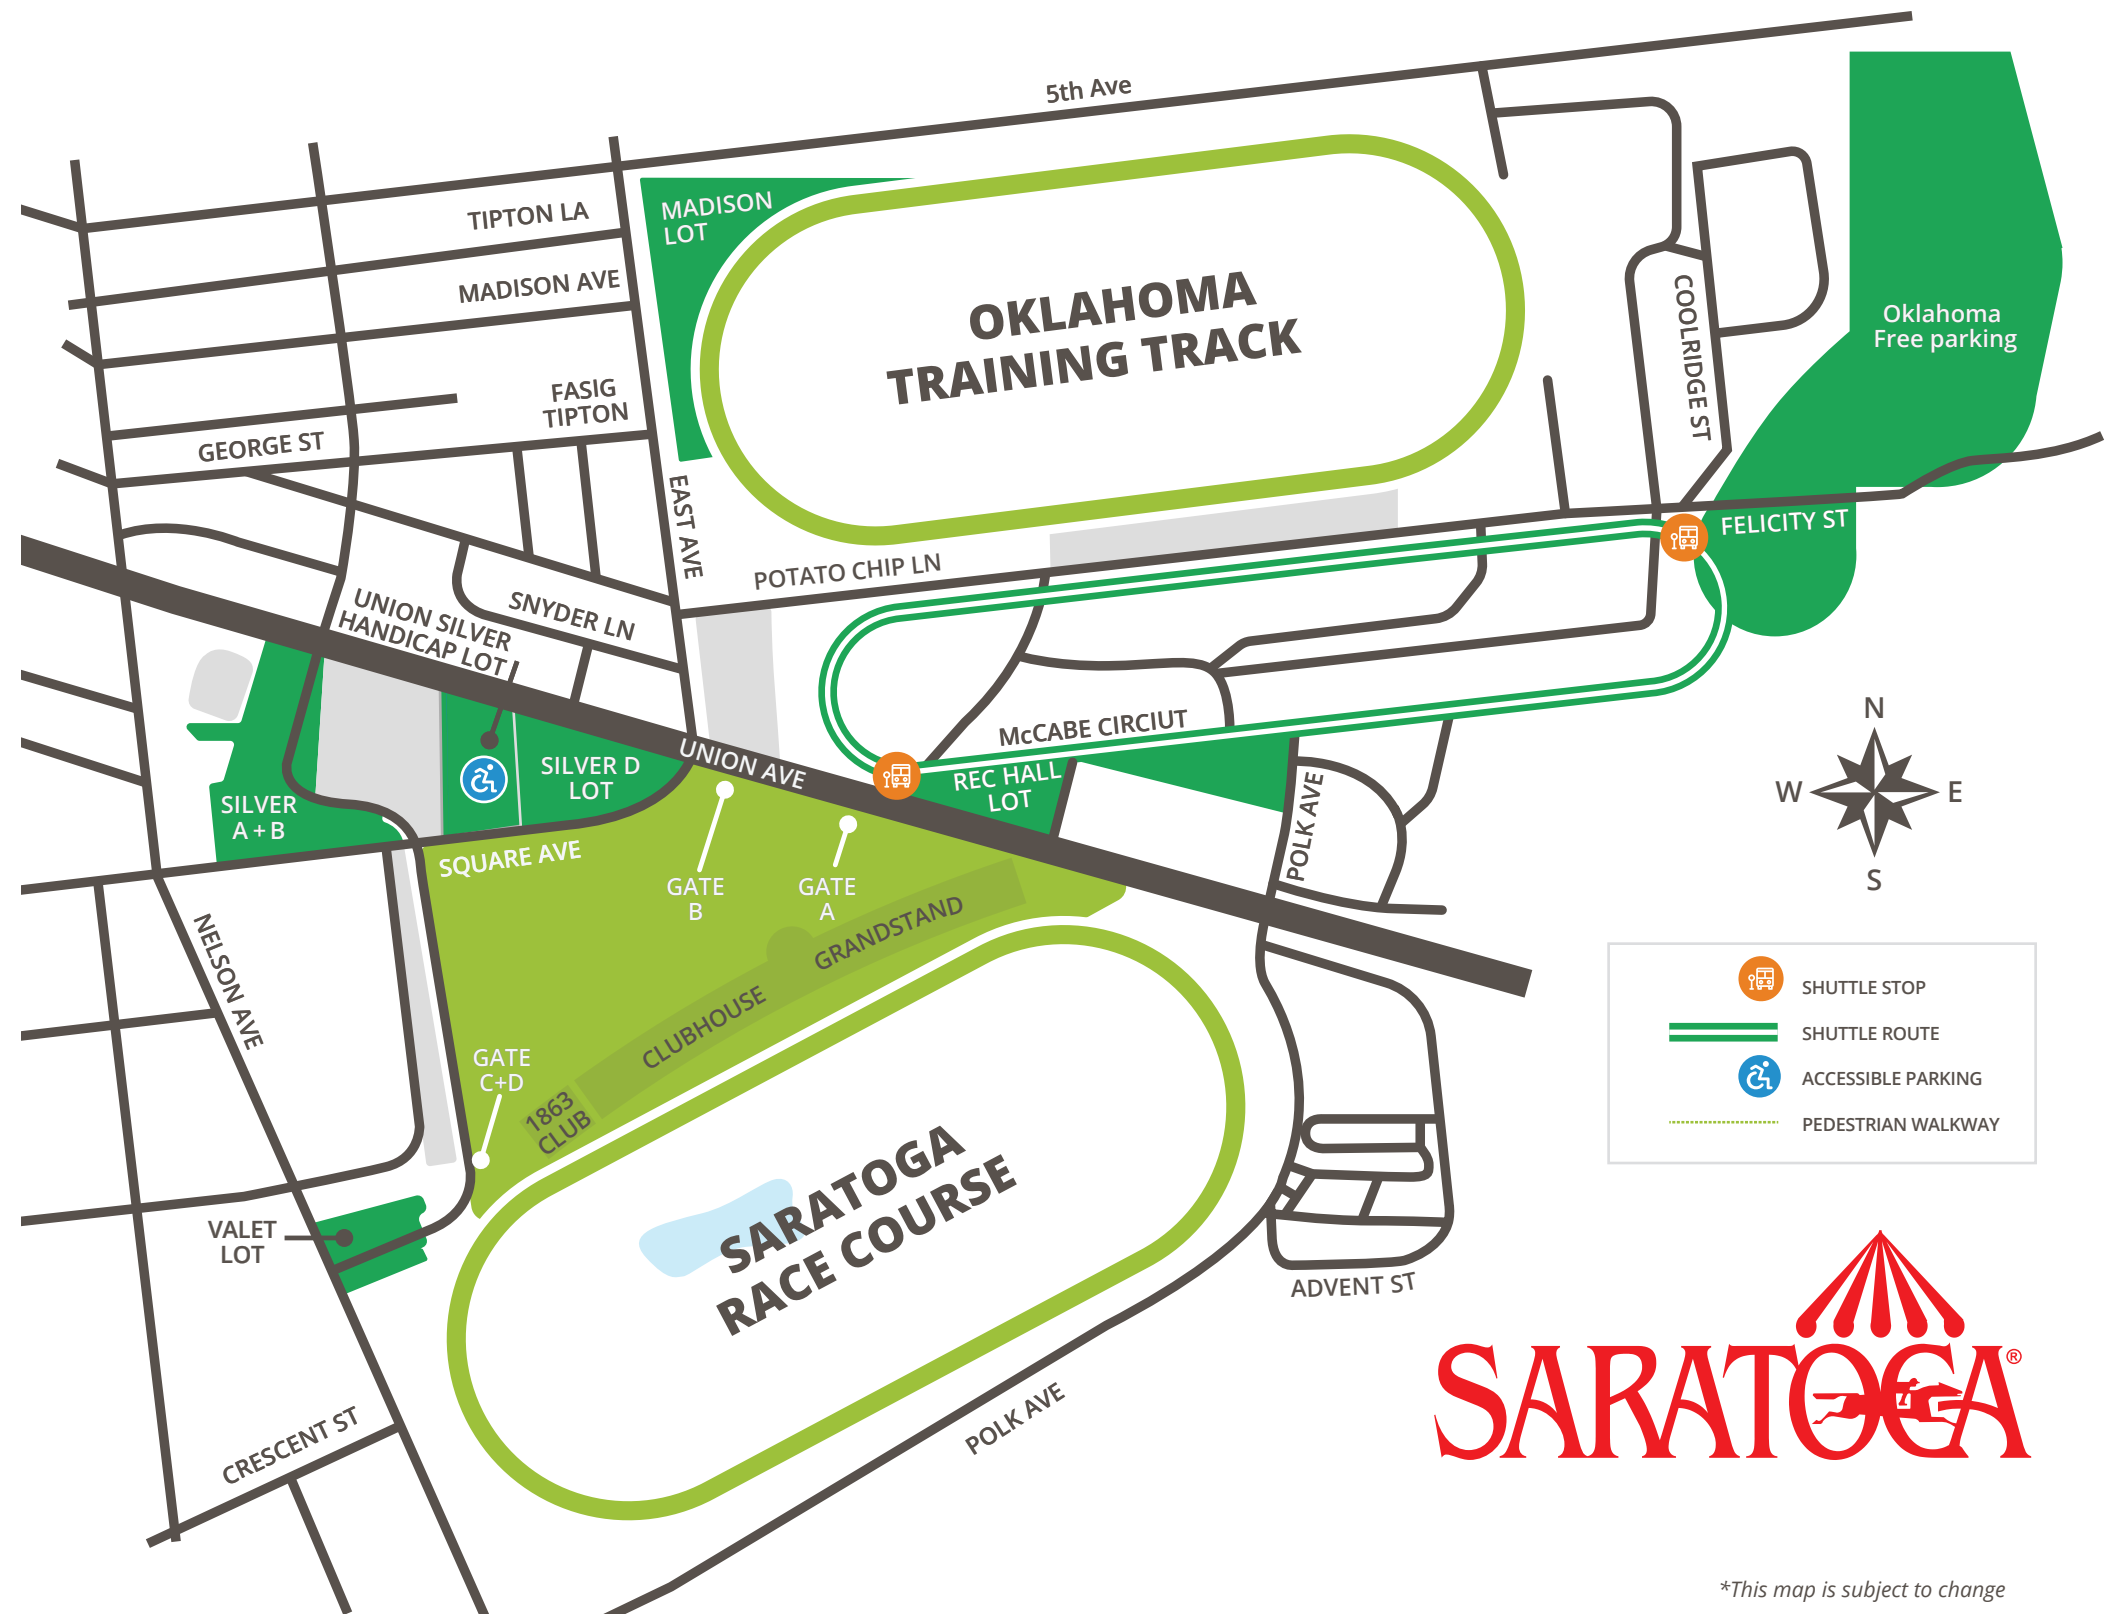 5th Ave
TIPTON LA
MADISON
LOT
MADISON AVE
OKLAHOMA
TRAINING TRACK
COOLRIDGE ST
Oklahoma
Free parking
FASIG
TIPTON
GEORGE ST
EAST AVE
FELICITY ST
POTATO CHIP LN
UNION SILVER
HANDICAP LOT
SNYDER LN
McCABE CIRCIUT
UNION AVE
SILVER D
LOT
REC HALL
LOT
SILVER
A + B
POLK AVE
N
W
E
S
SQUARE AVE
GATE
B
GATE
A
GRANDSTAND
NELSON AVE
CLUBHOUSE
GATE
C+D
1863
CLUB
SHUTTLE STOP
SHUTTLE ROUTE
ACCESSIBLE PARKING
PEDESTRIAN WALKWAY
SARATOGA
RACE COURSE
VALET
LOT
ADVENT ST
POLK AVE
CRESCENT ST
SARATOGA®
1
*This map is subject to change